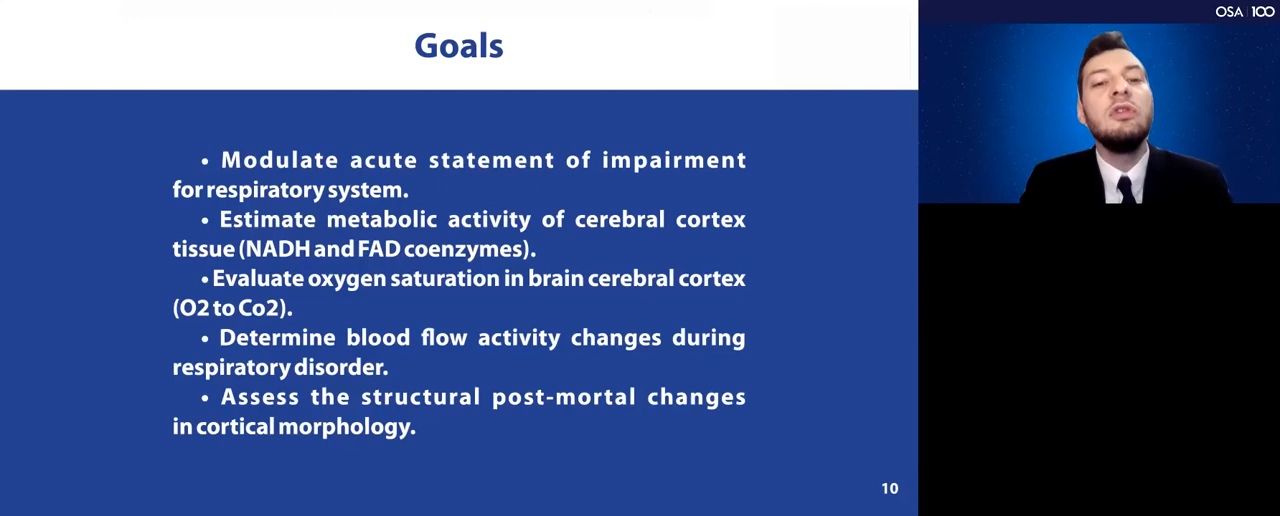 Goals
OSA 100
• Modulate acute statement of impairment
for respiratory system.
• Estimate metabolic activity of cerebral cortex
tissue (NADH and FAD coenzymes).
• Evaluate oxygen saturation in brain cerebral cortex
(O2 to Co2).
• Determine blood flow activity changes during
respiratory disorder.
• Assess the structural post-mortal changes
in cortical morphology.
10